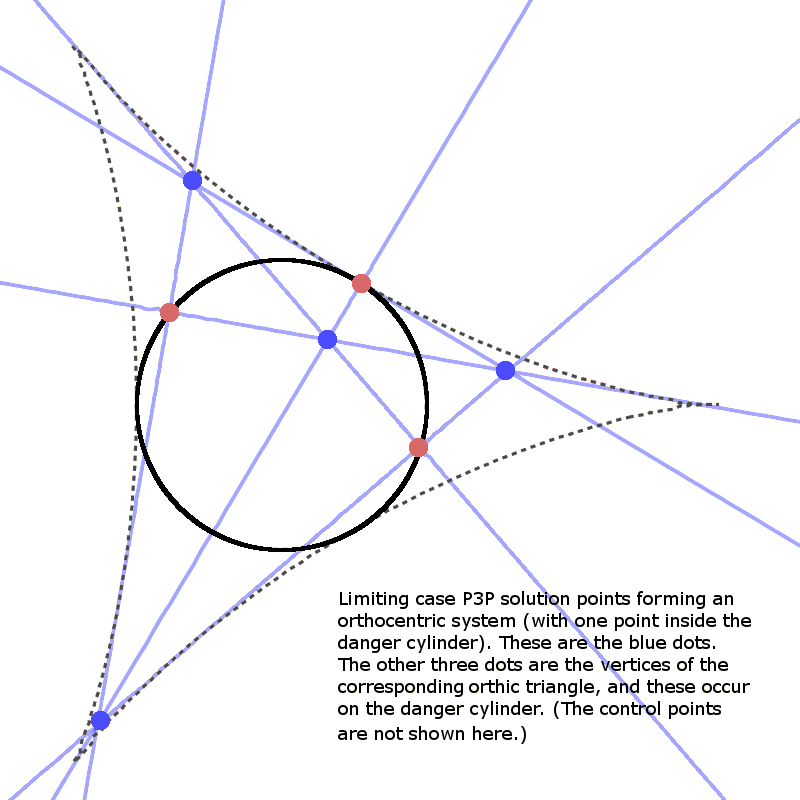 Limiting case P3P solution points forming an
orthocentric system (with one point inside the
danger cylinder). These are the blue dots.
The other three dots are the vertices of the
corresponding orthic triangle, and these occur
on the danger cylinder. (The control points
are not shown here.)